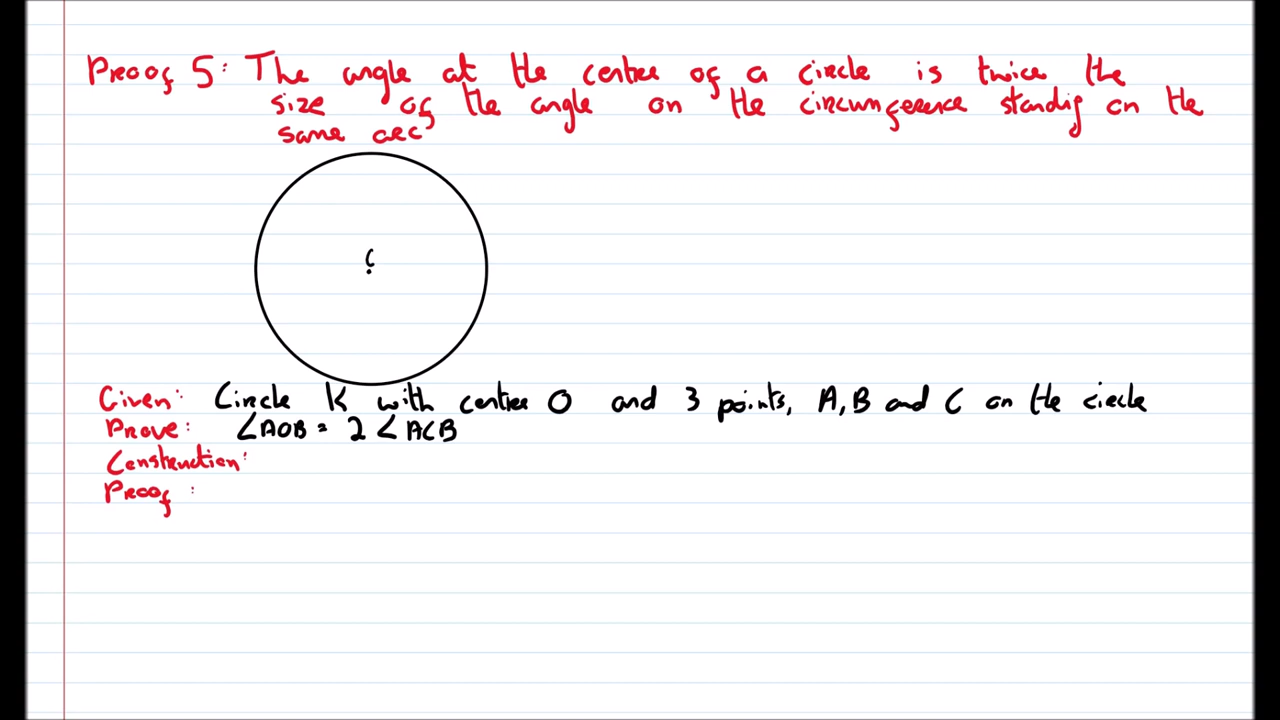 Proof 5: The angle at the centre of a circle is twice the
size of the angle on the circumference standing on the
same arc
Given: Circle K with centre O and 3 points, A, B and C on the circle
Prove: ∠AOB = 2 ∠ACB
Construction:
Proof :